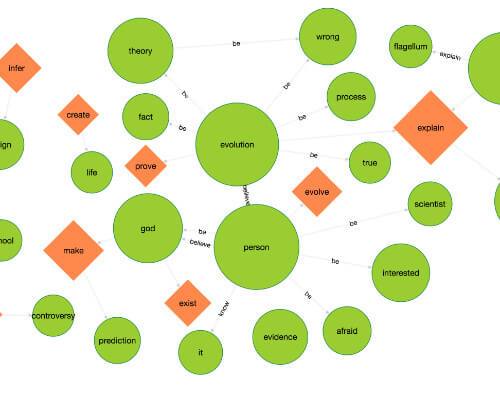 theory
be
wrong
flagellum
explain
infer
be
be
process
create
fact
be
be
explain
evolution
ign
prove
be
true
life
evolve
believe
scientist
hool
god
be
be
believe
person
make
be
interested
exist
be
know
controversy
afraid
evidence
prediction
it